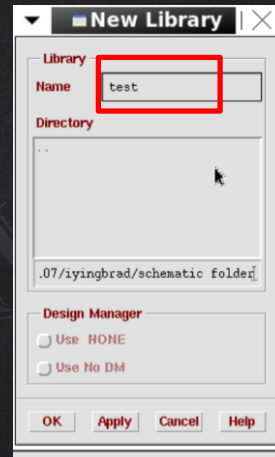 New Library
Library
Name test
Directory
..
.07/iyingbrad/schematic folder
Design Manager
Use NONE
Use No DM
OK Apply Cancel Help